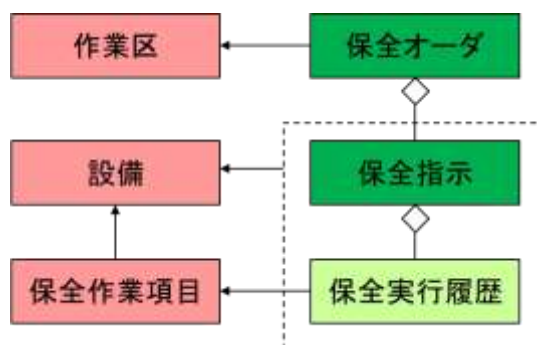 作業区
保全オーダ
設備
保全指示
保全作業項目
保全実行履歴